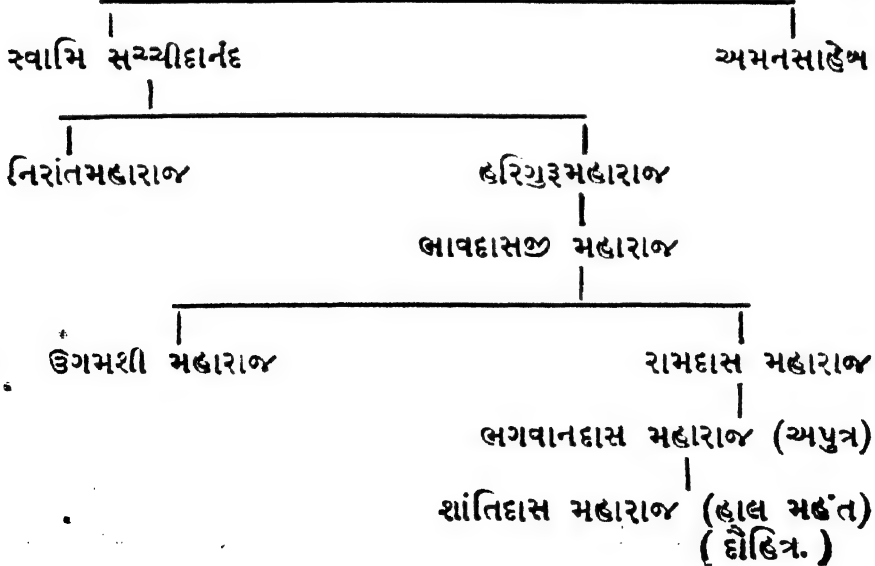 સ્વામિ સચ્ચીદાનંદ અમનસાહેબ
નિરાંતમહારાજ હરિગુરૂમહારાજ
ભાવદાસજી મહારાજ
ઉગમશી મહારાજ રામદાસ મહારાજ
ભગવાનદાસ મહારાજ (અપુત્ર)
શાંતિદાસ મહારાજ (હાલ મહંત)
( દૌહિત્ર. )